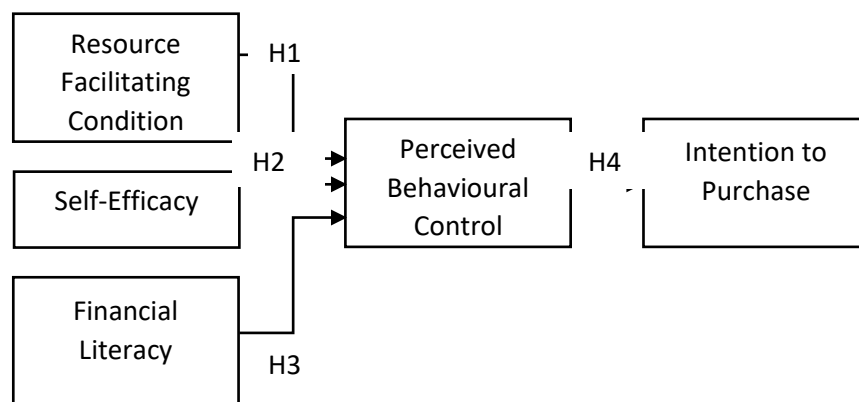 Resource
Facilitating
Condition
H1
H2
Self-Efficacy
Financial
Literacy
H3
Perceived
Behavioural
Control
H4
Intention to
Purchase